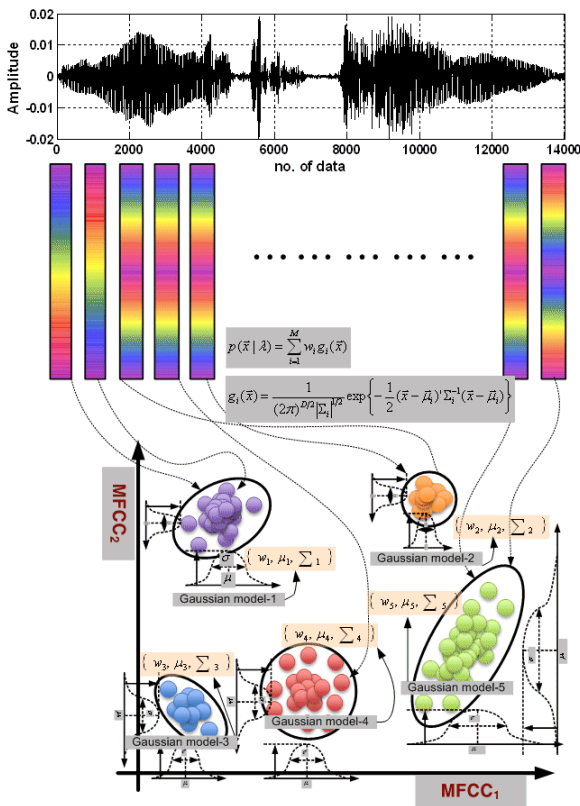 0.02
0.01
0
-0.01
-0.02
Amplitude
0 2000 4000 6000 8000 10000 12000 14000
no. of data
p(x⃗ | λ) = ∑_{i=1}^{M} w_i g_i(x⃗)
g_i(x⃗) = 1 / ((2π)^{D/2} |Σ_i|^{1/2}) exp{ -1/2 (x⃗ - μ⃗_i)' Σ_i^{-1} (x⃗ - μ⃗_i) }
MFCC₂
σ
μ
{ w₁, μ₁, ∑₁ }
Gaussian model-1
{ w₂, μ₂, ∑₂ }
Gaussian model-2
{ w₃, μ₃, ∑₃ }
Gaussian model-3
{ w₄, μ₄, ∑₄ }
Gaussian model-4
{ w₅, μ₅, ∑₅ }
Gaussian model-5
MFCC₁